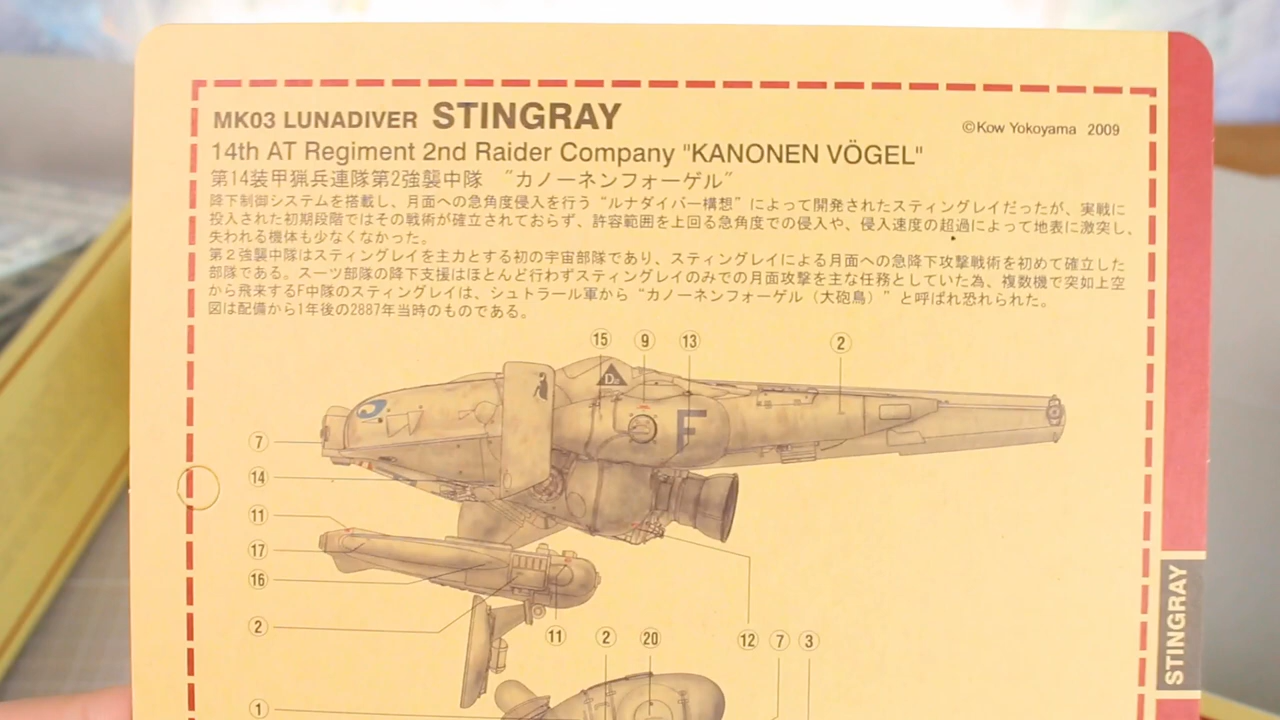 MK03 LUNADIVER STINGRAY
©Kow Yokoyama 2009
14th AT Regiment 2nd Raider Company "KANONEN VÖGEL"
第14装甲猟兵連隊第2強襲中隊 ”カノーネンフォーゲル”
降下制御システムを搭載し、月面への急角度侵入を行う “ルナダイバー構想” によって開発されたスティングレイだったが、実戦に
投入された初期段階ではその戦術が確立されておらず、許容範囲を上回る急角度での侵入や、侵入速度の超過によって地表に激突し、
失われる機体も少なくなかった。
第2強襲中隊はスティングレイを主力とする初の宇宙部隊であり、スティングレイによる月面への急降下攻撃戦術を初めて確立した
部隊である。スーツ部隊の降下支援はほとんど行わずスティングレイのみでの月面攻撃を主な任務としていた為、複数機で突如上空
から飛来するF中隊のスティングレイは、シュトラール軍から “カノーネンフォーゲル（大砲鳥）” と呼ばれ恐れられた。
図は配備から1年後の2887年当時のものである。
15 9 13 2
F
7
14
11
17
16
2
11 2 20 12 7 3
1
STINGRAY